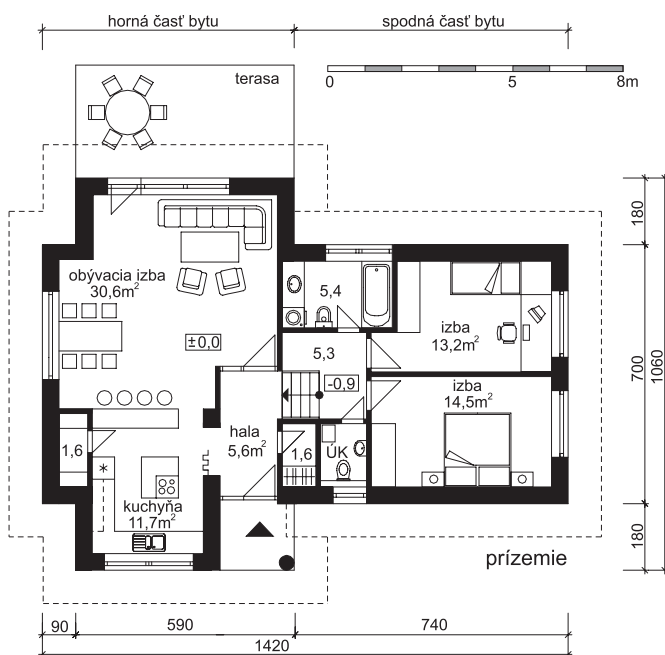 horná časť bytu
spodná časť bytu
terasa
0
5
8m
180
obývacia izba
30,6m²
5,4
izba
13,2m²
±0,0
5,3
-0,9
izba
14,5m²
700
1060
hala
5,6m²
1,6
1,6
ÚK
*
kuchyňa
11,7m²
prízemie
180
90
590
740
1420